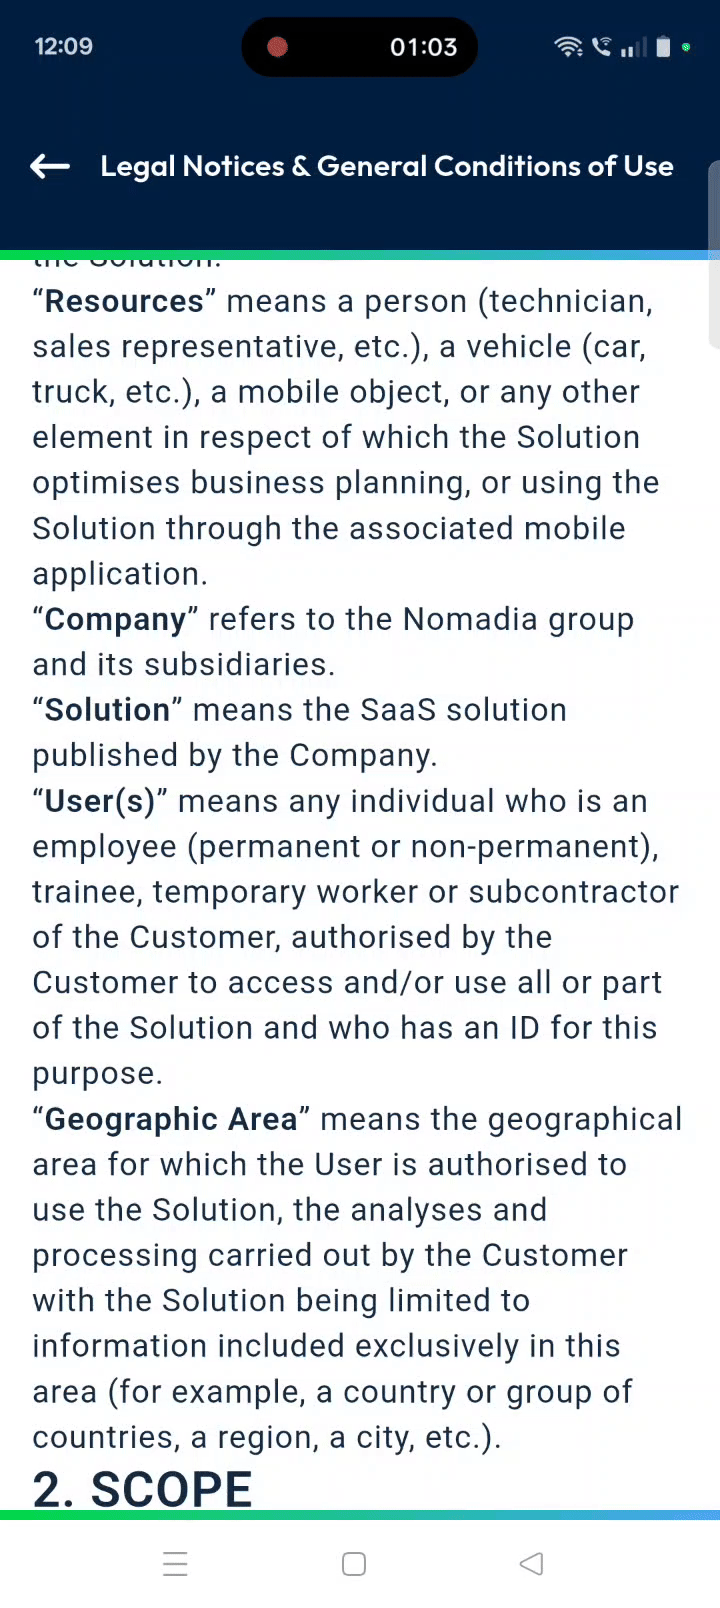 12:09
01:03
Legal Notices & General Conditions of Use
the Solution.
“Resources” means a person (technician,
sales representative, etc.), a vehicle (car,
truck, etc.), a mobile object, or any other
element in respect of which the Solution
optimises business planning, or using the
Solution through the associated mobile
application.
“Company” refers to the Nomadia group
and its subsidiaries.
“Solution” means the SaaS solution
published by the Company.
“User(s)” means any individual who is an
employee (permanent or non-permanent),
trainee, temporary worker or subcontractor
of the Customer, authorised by the
Customer to access and/or use all or part
of the Solution and who has an ID for this
purpose.
“Geographic Area” means the geographical
area for which the User is authorised to
use the Solution, the analyses and
processing carried out by the Customer
with the Solution being limited to
information included exclusively in this
area (for example, a country or group of
countries, a region, a city, etc.).
2. SCOPE